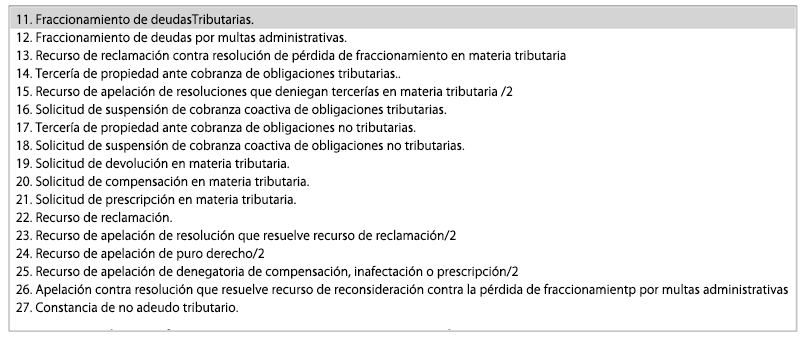 11. Fraccionamiento de deudasTributarias.
12. Fraccionamiento de deudas por multas administrativas.
13. Recurso de reclamación contra resolución de pérdida de fraccionamiento en materia tributaria
14. Tercería de propiedad ante cobranza de obligaciones tributarias..
15. Recurso de apelación de resoluciones que deniegan tercerías en materia tributaria /2
16. Solicitud de suspensión de cobranza coactiva de obligaciones tributarias.
17. Tercería de propiedad ante cobranza de obligaciones no tributarias.
18. Solicitud de suspensión de cobranza coactiva de obligaciones no tributarias.
19. Solicitud de devolución en materia tributaria.
20. Solicitud de compensación en materia tributaria.
21. Solicitud de prescripción en materia tributaria.
22. Recurso de reclamación.
23. Recurso de apelación de resolución que resuelve recurso de reclamación/2
24. Recurso de apelación de puro derecho/2
25. Recurso de apelación de denegatoria de compensación, inafectación o prescripción/2
26. Apelación contra resolución que resuelve recurso de reconsideración contra la pérdida de fraccionamientp por multas administrativas
27. Constancia de no adeudo tributario.